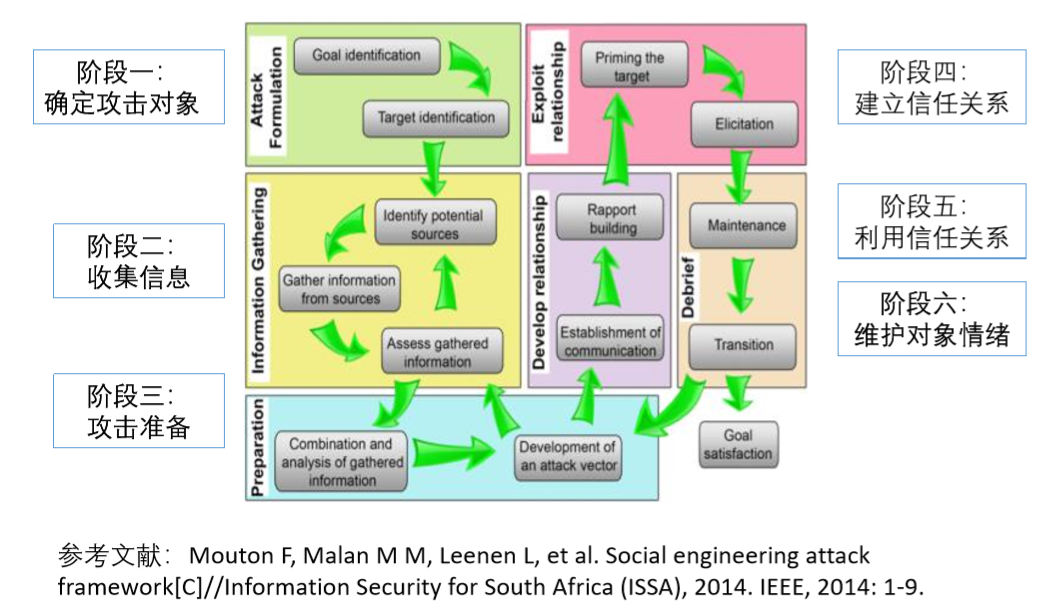 阶段一：
确定攻击对象
阶段二：
收集信息
阶段三：
攻击准备
Attack
Formulation
Goal identification
Target identification
Information Gathering
Identify potential
sources
Gather information
from sources
Assess gathered
information
Preparation
Combination and
analysis of gathered
information
Development of
an attack vector
Develop relationship
Establishment of
communication
Rapport
building
Exploit
relationship
Priming the
target
Elicitation
Debrief
Maintenance
Transition
Goal
satisfaction
阶段四：
建立信任关系
阶段五：
利用信任关系
阶段六：
维护对象情绪
参考文献： Mouton F, Malan M M, Leenen L, et al. Social engineering attack
framework[C]//Information Security for South Africa (ISSA), 2014. IEEE, 2014: 1-9.